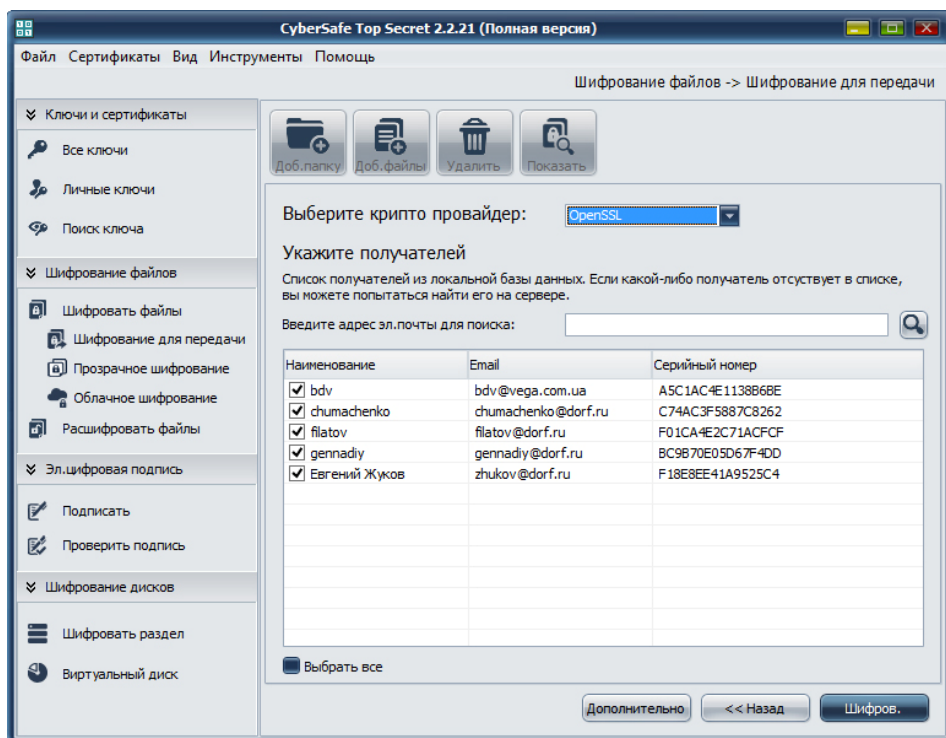 CyberSafe Top Secret 2.2.21 (Полная версия)
Файл Сертификаты Вид Инструменты Помощь
Шифрование файлов -> Шифрование для передачи
Ключи и сертификаты
Все ключи
Личные ключи
Поиск ключа
Шифрование файлов
Шифровать файлы
Шифрование для передачи
Прозрачное шифрование
Облачное шифрование
Расшифровать файлы
Эл.цифровая подпись
Подписать
Проверить подпись
Шифрование дисков
Шифровать раздел
Виртуальный диск
Доб.папку Доб.файлы Удалить Показать
Выберите крипто провайдер: OpenSSL
Укажите получателей
Список получателей из локальной базы данных. Если какой-либо получатель отсуствует в списке,
вы можете попытаться найти его на сервере.
Введите адрес эл.почты для поиска:
Наименование Email Серийный номер
bdv bdv@vega.com.ua A5C1AC4E1138B6BE
chumachenko chumachenko@dorf.ru C74AC3F5887C8262
filatov filatov@dorf.ru F01CA4E2C71ACFCF
gennadiy gennadiy@dorf.ru BC9B70E05D67F4DD
Евгений Жуков zhukov@dorf.ru F18E8EE41A9525C4
Выбрать все
Дополнительно << Назад Шифров.